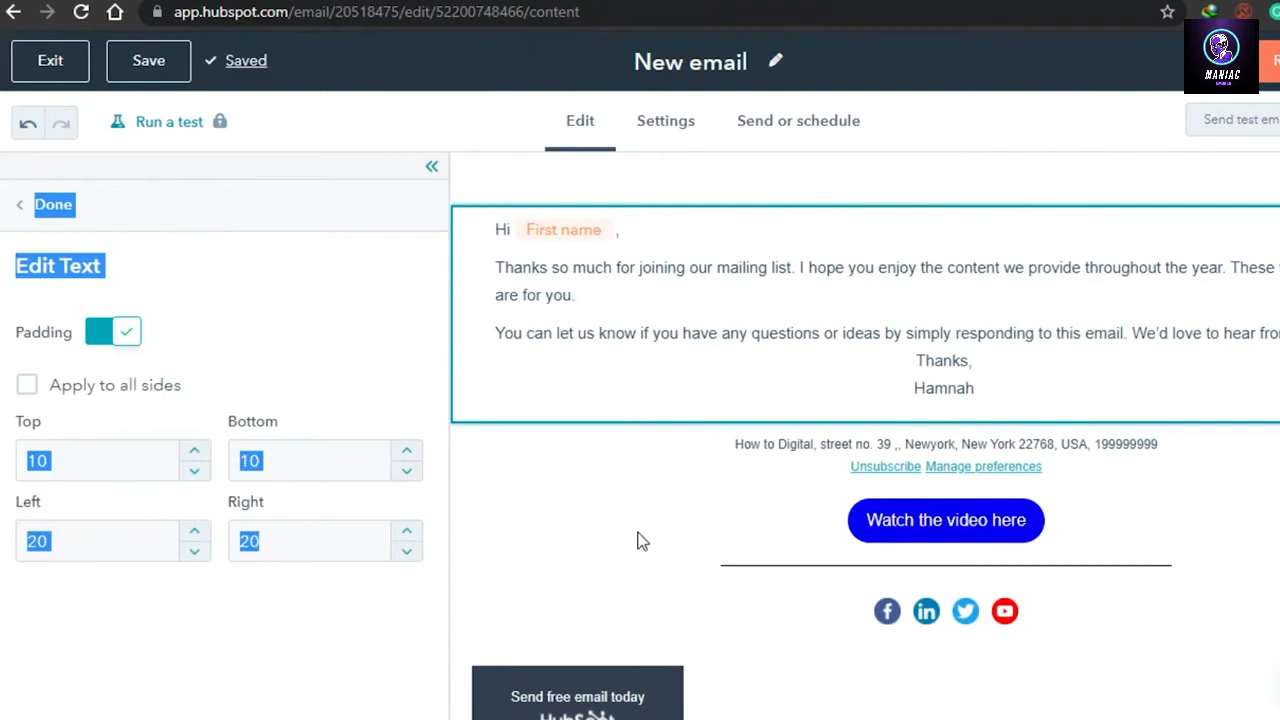 app.hubspot.com/email/20518475/edit/52200748466/content
Exit
Save
Saved
New email
MANIAC
R
Run a test
Edit
Settings
Send or schedule
Send test em
Done
Edit Text
Padding
Apply to all sides
Top
Bottom
10
10
Left
Right
20
20
Hi First name ,
Thanks so much for joining our mailing list. I hope you enjoy the content we provide throughout the year. These
are for you.
You can let us know if you have any questions or ideas by simply responding to this email. We'd love to hear from
Thanks,
Hamnah
How to Digital, street no. 39 ,, Newyork, New York 22768, USA, 199999999
Unsubscribe Manage preferences
Watch the video here
Send free email today
HubSpot